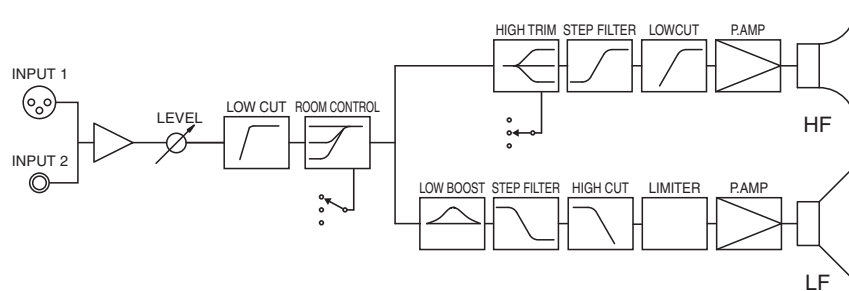 HIGH TRIM STEP FILTER LOWCUT P.AMP
INPUT 1
LEVEL LOW CUT ROOM CONTROL
HF
INPUT 2
LOW BOOST STEP FILTER HIGH CUT LIMITER P.AMP
LF